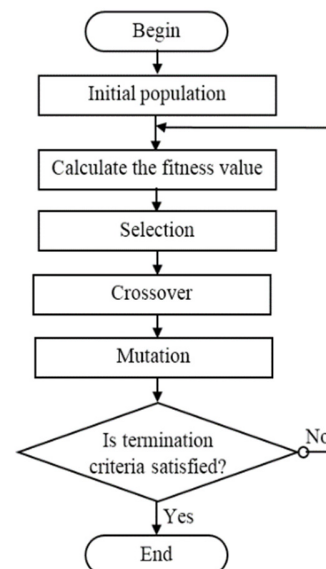 Begin
Initial population
Calculate the fitness value
Selection
Crossover
Mutation
Is termination
criteria satisfied?
No
Yes
End